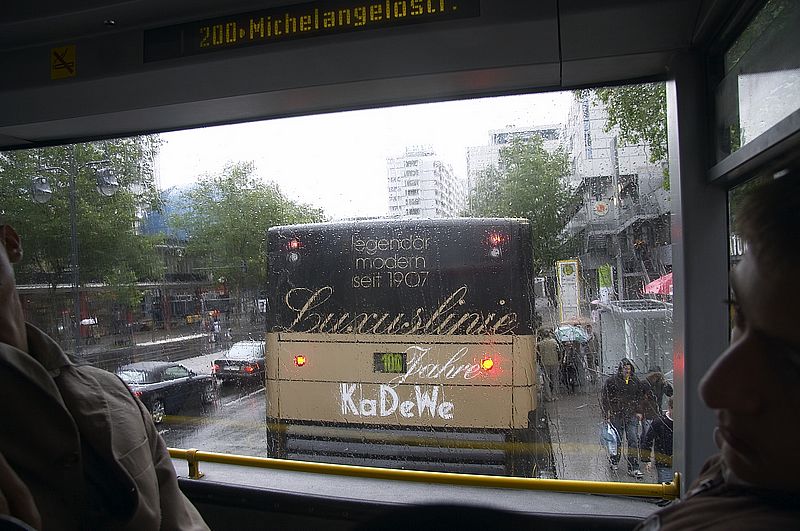 200▸Michelangelostr.
legendär
modern
seit 1907
Luxuslinie
100 Jahre
KaDeWe